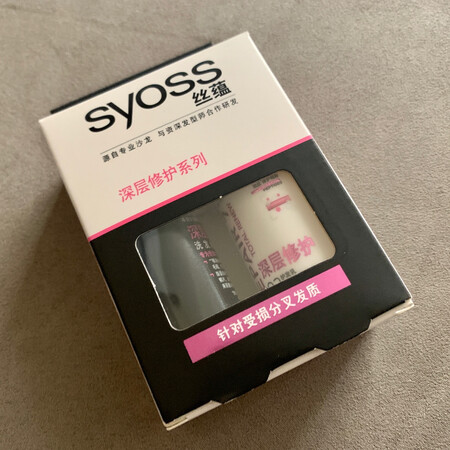 syoss
丝蕴
源自专业沙龙 与资深发型师合作研发
深层修护系列
深层修护
针对受损分叉发质